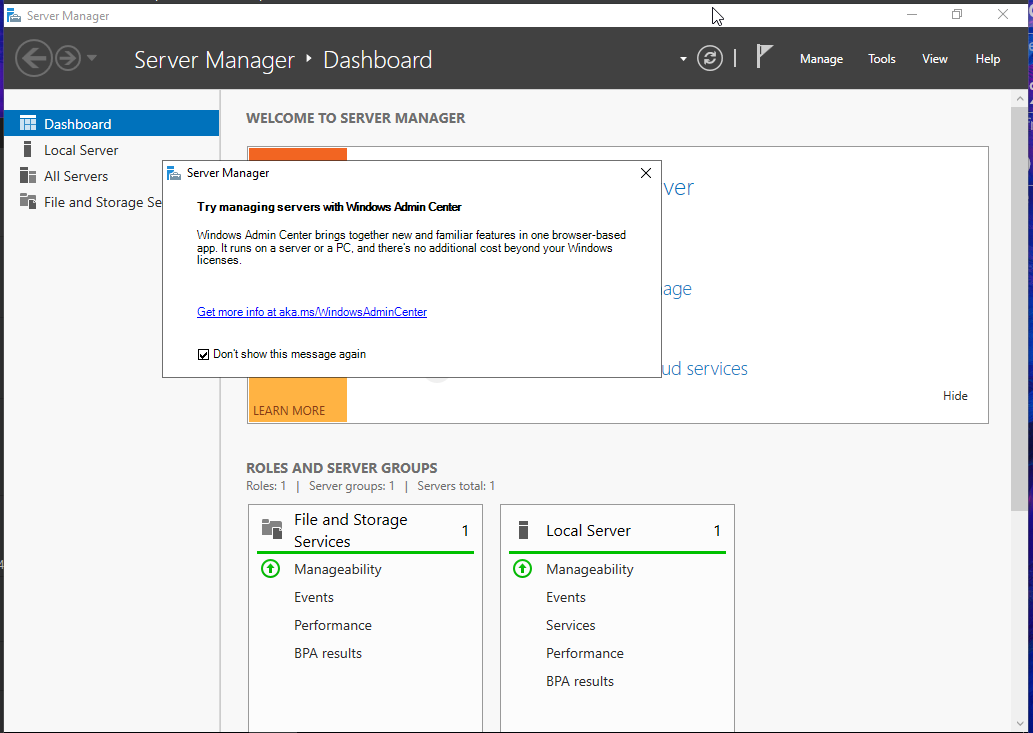 Server Manager
Server Manager ‣ Dashboard
Manage Tools View Help
Dashboard
Local Server
All Servers
File and Storage Se
WELCOME TO SERVER MANAGER
ver
age
ud services
LEARN MORE
Hide
Server Manager
Try managing servers with Windows Admin Center
Windows Admin Center brings together new and familiar features in one browser-based
app. It runs on a server or a PC, and there's no additional cost beyond your Windows
licenses.
Get more info at aka.ms/WindowsAdminCenter
Don't show this message again
ROLES AND SERVER GROUPS
Roles: 1 | Server groups: 1 | Servers total: 1
File and Storage
Services
1
Manageability
Events
Performance
BPA results
Local Server 1
Manageability
Events
Services
Performance
BPA results